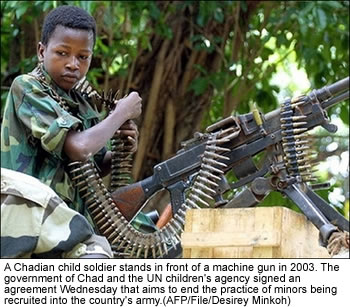 A Chadian child soldier stands in front of a machine gun in 2003. The
government of Chad and the UN children's agency signed an
agreement Wednesday that aims to end the practice of minors being
recruited into the country's army.(AFP/File/Desirey Minkoh)